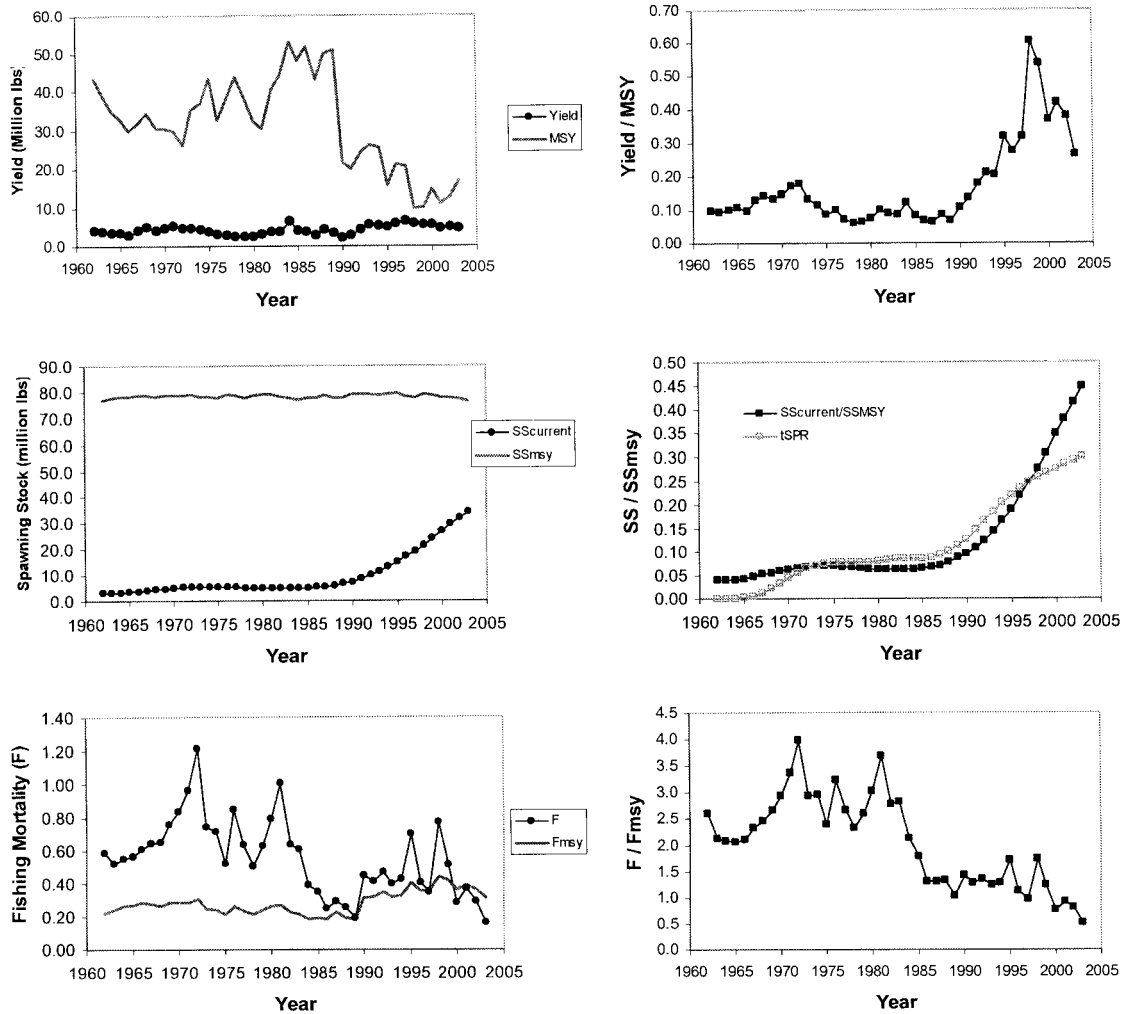 60.0
50.0
40.0
30.0
20.0
10.0
0.0
Yield (Million lbs)
1960 1965 1970 1975 1980 1985 1990 1995 2000 2005
Year
Yield
MSY
0.70
0.60
0.50
0.40
0.30
0.20
0.10
0.00
Yield / MSY
1960 1965 1970 1975 1980 1985 1990 1995 2000 2005
Year
90.0
80.0
70.0
60.0
50.0
40.0
30.0
20.0
10.0
0.0
Spawning Stock (million lbs)
1960 1965 1970 1975 1980 1985 1990 1995 2000 2005
Year
SScurrent
SSmsy
0.50
0.45
0.40
0.35
0.30
0.25
0.20
0.15
0.10
0.05
0.00
SS / SSmsy
SScurrent/SSMSY
tSPR
1960 1965 1970 1975 1980 1985 1990 1995 2000 2005
Year
1.40
1.20
1.00
0.80
0.60
0.40
0.20
0.00
Fishing Mortality (F)
1960 1965 1970 1975 1980 1985 1990 1995 2000 2005
Year
F
Fmsy
4.5
4.0
3.5
3.0
2.5
2.0
1.5
1.0
0.5
0.0
F / Fmsy
1960 1965 1970 1975 1980 1985 1990 1995 2000 2005
Year